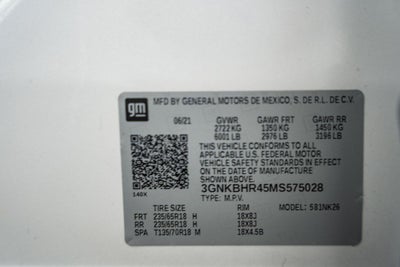 gm
MFD BY GENERAL MOTORS DE MEXICO, S. DE R.L. DE C.V.
06/21 GVWR GAWR FRT GAWR RR
2722 KG 1350 KG 1450 KG
6001 LB 2976 LB 3196 LB
THIS VEHICLE CONFORMS TO ALL APPLICABLE
U.S. FEDERAL MOTOR
VEHICLE SAFETY STANDARDS IN EFFECT
ON THE DATE OF MANUFACTURE
SHOWN ABOVE.
3GNKBHR45MS575028
TYPE: M.P.V. MODEL: 581NK26
140X
TIRE SIZE RIM
FRT 235/65R18 H 18X8J
RR 235/65R18 H 18X8J
SPA T135/70R18 M 18X4.5B